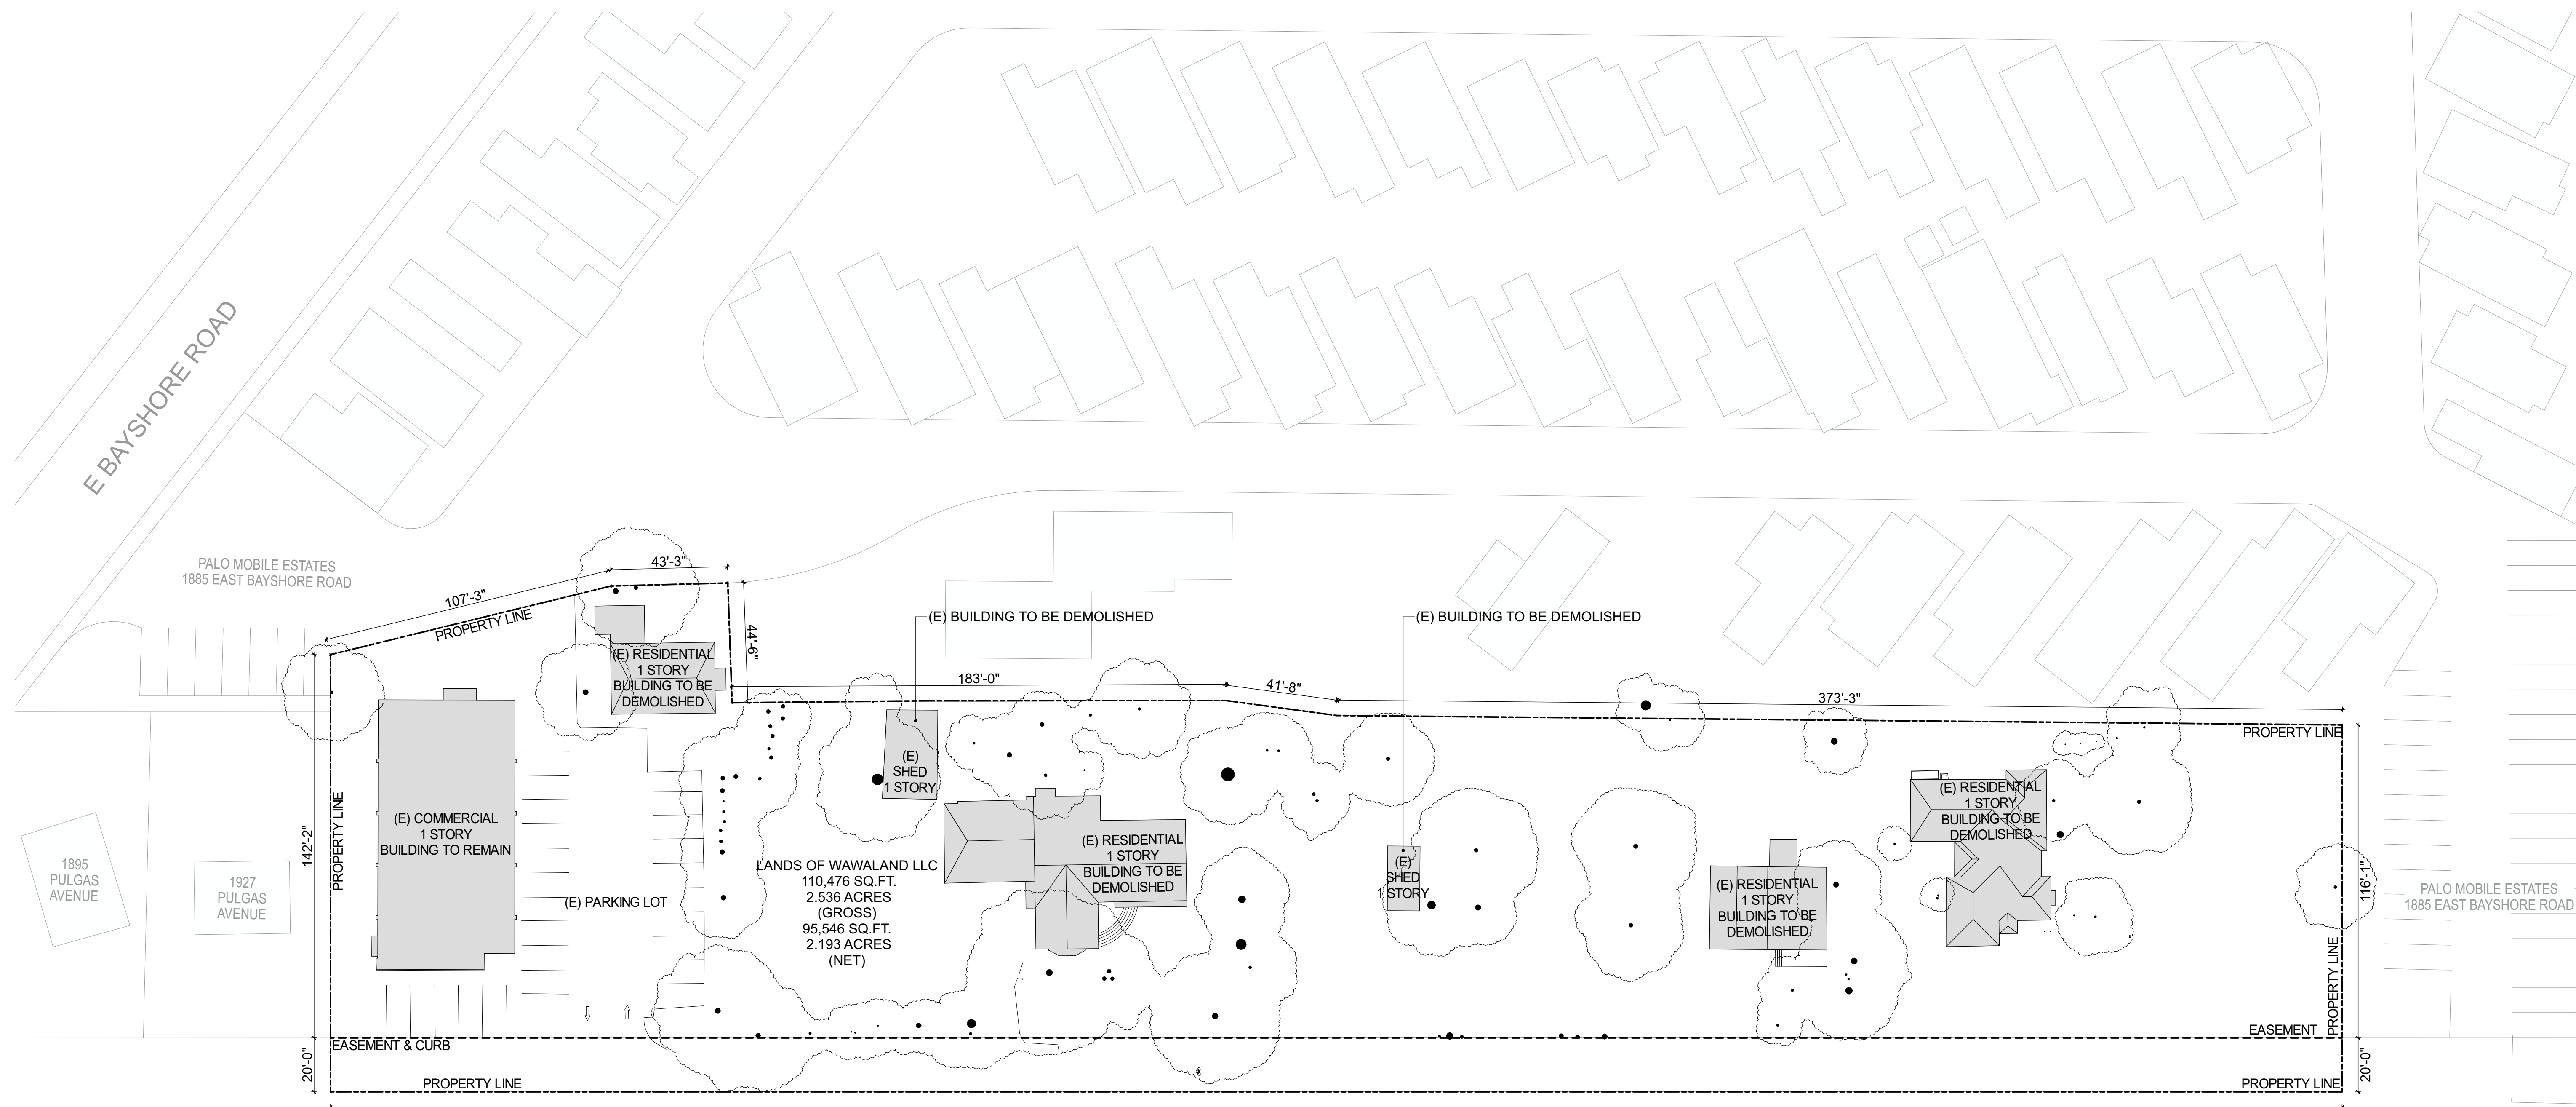 E BAYSHORE ROAD
PALO MOBILE ESTATES
1885 EAST BAYSHORE ROAD
43'-3"
107'-3"
PROPERTY LINE
44'-6"
(E) BUILDING TO BE DEMOLISHED
(E) BUILDING TO BE DEMOLISHED
(E) RESIDENTIAL
1 STORY
BUILDING TO BE
DEMOLISHED
183'-0"
41'-8"
373'-3"
PROPERTY LINE
(E)
SHED
1 STORY
142'-2"
PROPERTY LINE
(E) COMMERCIAL
1 STORY
BUILDING TO REMAIN
1895
PULGAS
AVENUE
1927
PULGAS
AVENUE
(E) PARKING LOT
LANDS OF WAWALAND LLC
110,476 SQ.FT.
2.536 ACRES
(GROSS)
95,546 SQ.FT.
2.193 ACRES
(NET)
(E) RESIDENTIAL
1 STORY
BUILDING TO BE
DEMOLISHED
(E)
SHED
1 STORY
(E) RESIDENTIAL
1 STORY
BUILDING TO BE
DEMOLISHED
(E) RESIDENTIAL
1 STORY
BUILDING TO BE
DEMOLISHED
116'-1"
PALO MOBILE ESTATES
1885 EAST BAYSHORE ROAD
PROPERTY LINE
EASEMENT
EASEMENT & CURB
20'-0"
20'-0"
PROPERTY LINE
PROPERTY LINE